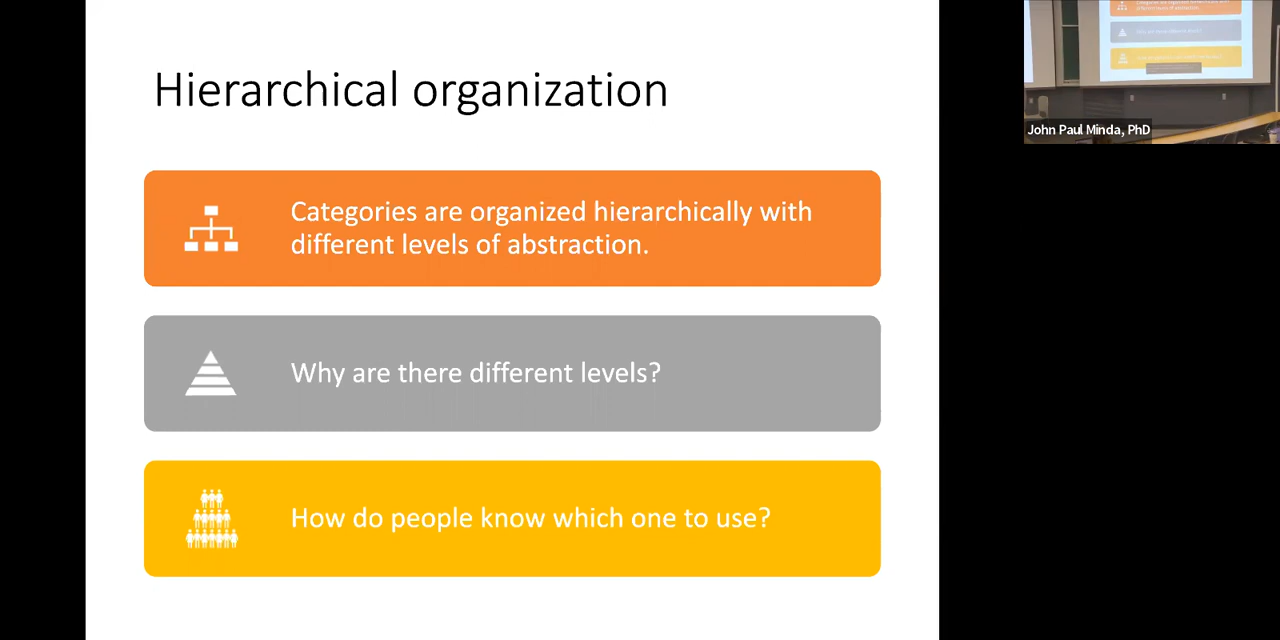 Hierarchical organization
Categories are organized hierarchically with
different levels of abstraction.
Why are there different levels?
How do people know which one to use?
John Paul Minda, PhD